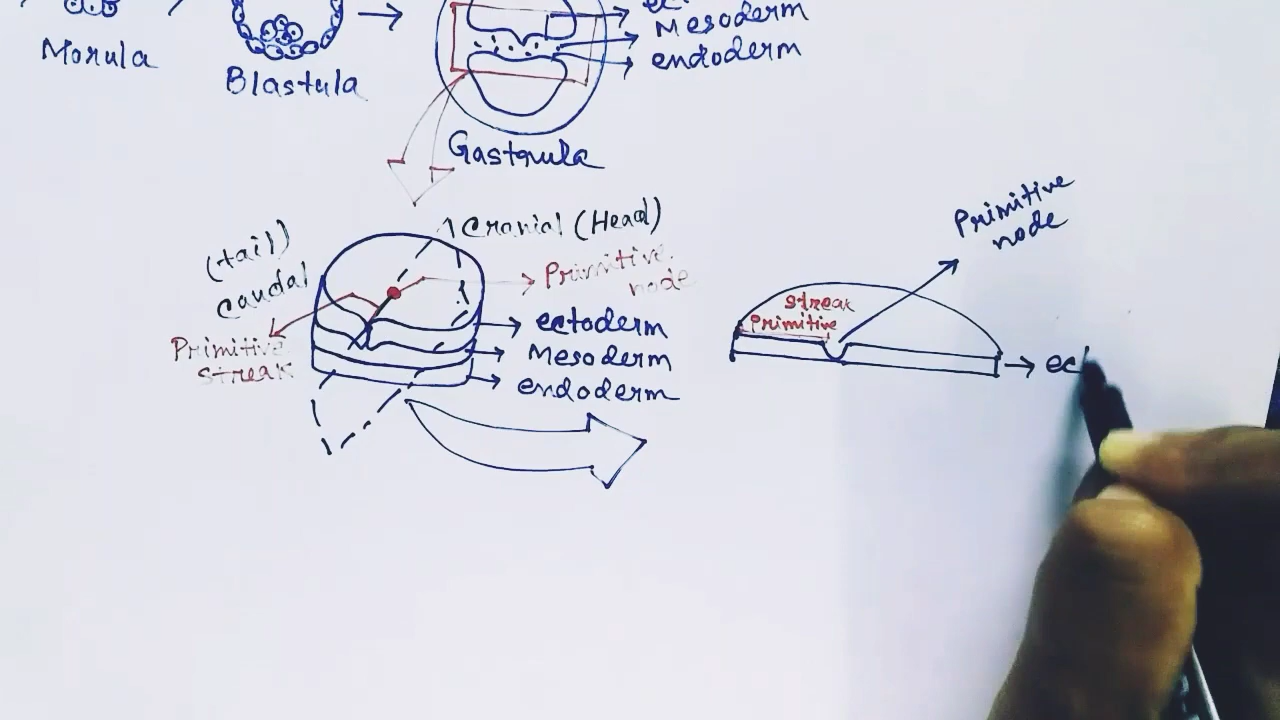 Mesoderm
endoderm
Morula
Blastula
Gastrula
(tail)
caudal
Cranial (Head)
Primitive
node
Primitive
streak
ectoderm
Mesoderm
endoderm
Primitive
node
streak
Primitive
ect